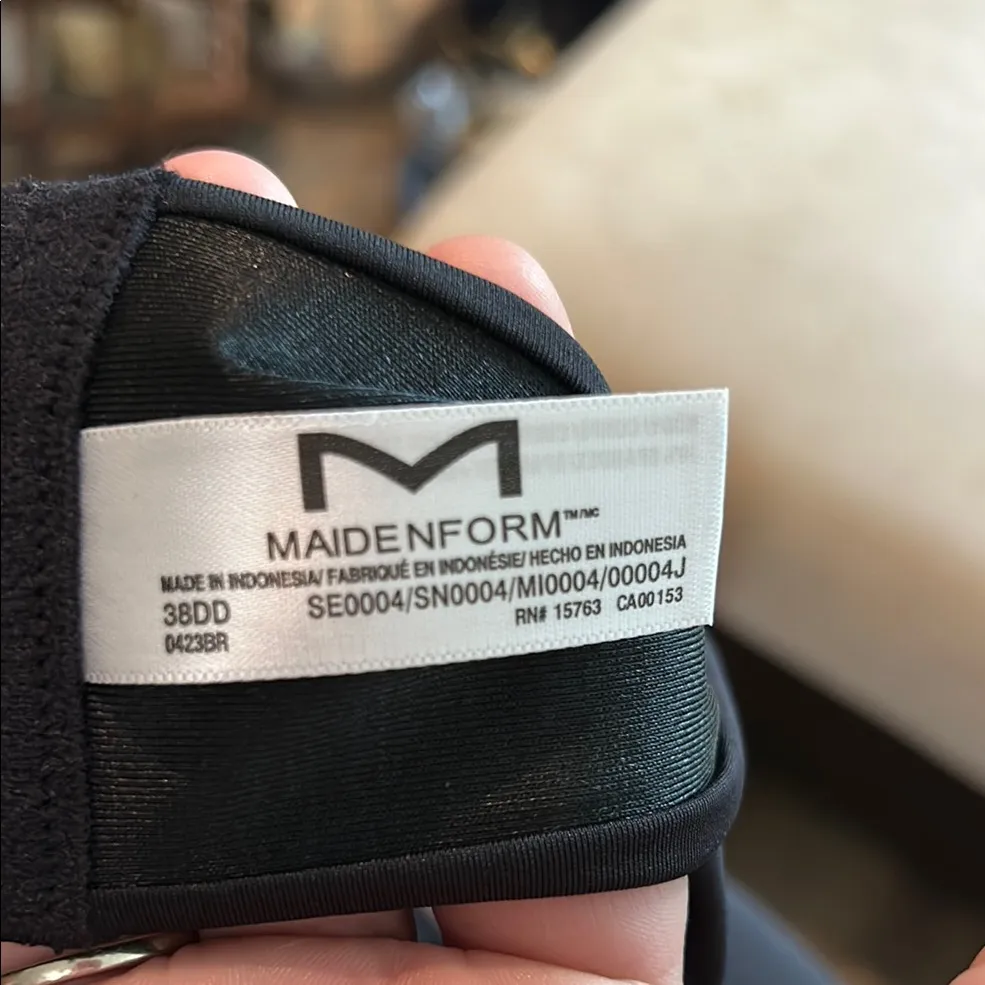 M
MAIDENFORM™/MC
MADE IN INDONESIA/ FABRIQUÉ EN INDONÉSIE/ HECHO EN INDONESIA
38DD SE0004/SN0004/MI0004/00004J
0423BR RN# 15763 CA00153